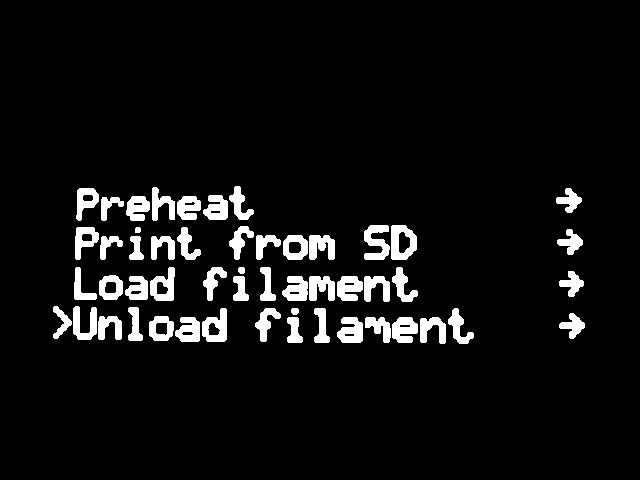 Preheat →
Print from SD →
Load filament →
>Unload filament →